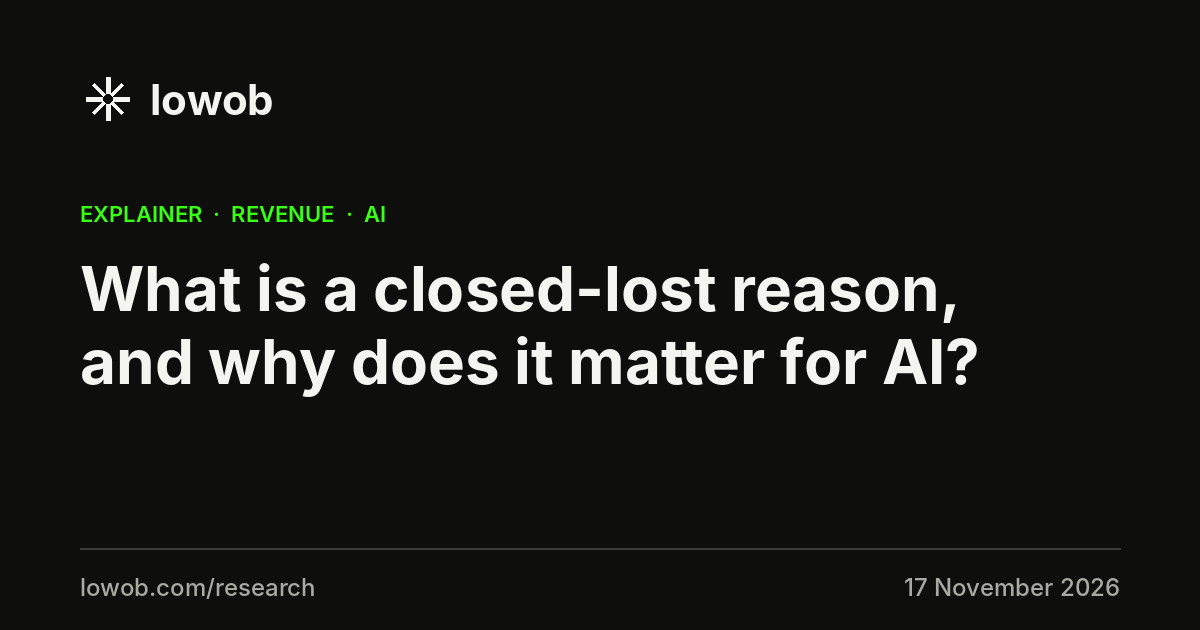 lowob
EXPLAINER · REVENUE · AI
What is a closed-lost reason,
and why does it matter for AI?
lowob.com/research
17 November 2026